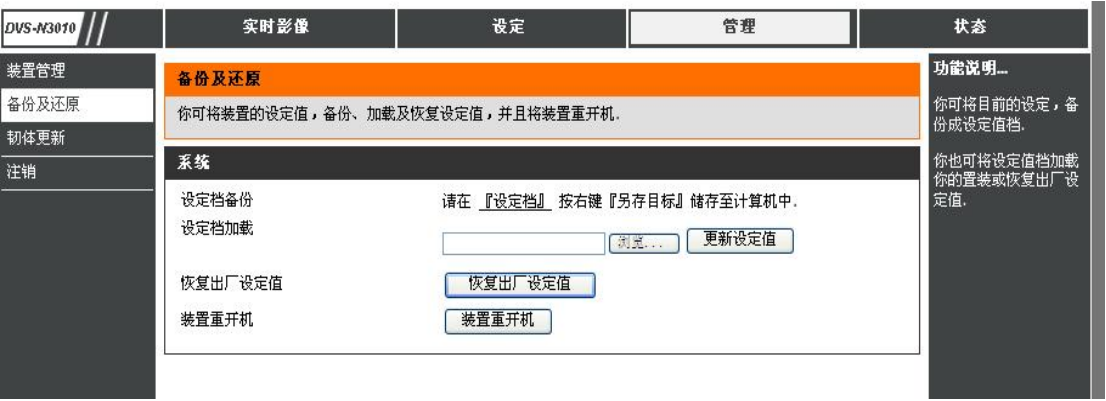 DVS-N3010
实时影像
设定
管理
状态
装置管理
备份及还原
韧体更新
注销
备份及还原
你可将装置的设定值，备份、加载及恢复设定值，并且将装置重开机.
系统
设定档备份
请在 『设定档』 按右键『另存目标』储存至计算机中.
设定档加载
浏览... 更新设定值
恢复出厂设定值
恢复出厂设定值
装置重开机
装置重开机
功能说明...
你可将目前的设定，备
份成设定值档.
你也可将设定值档加载
你的置装或恢复出厂设
定值.